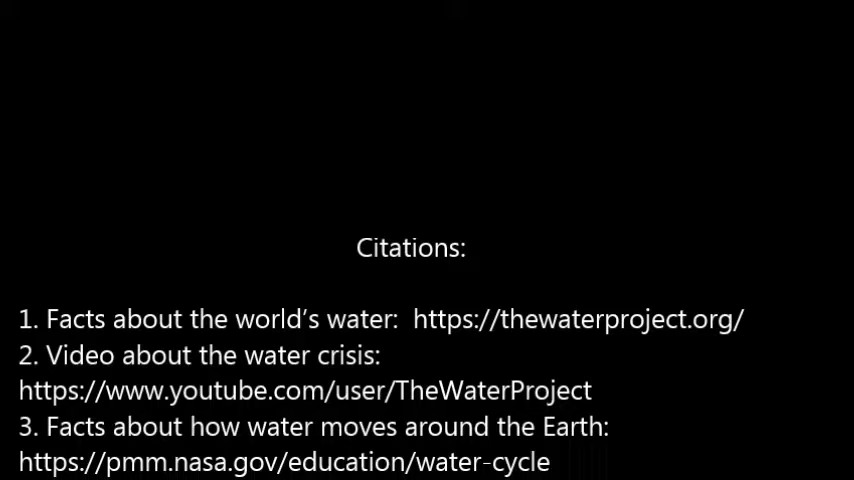 Citations:
1. Facts about the world’s water:  https://thewaterproject.org/
2. Video about the water crisis:
https://www.youtube.com/user/TheWaterProject
3. Facts about how water moves around the Earth:
https://pmm.nasa.gov/education/water-cycle